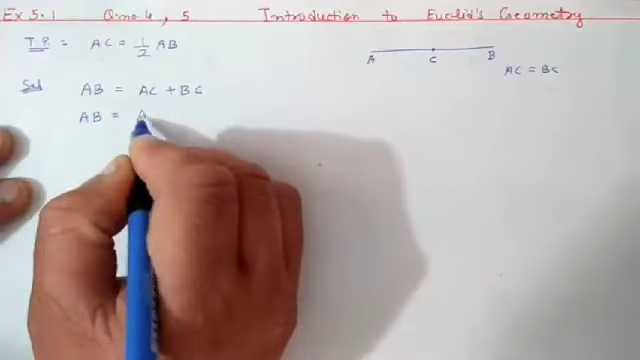 Ex 5.1 Q.no 4, 5 Introduction to Euclid's Geometry
T.P. = AC = 1/2 AB
A C B
AC = BC
Sol AB = AC + BC
AB = A